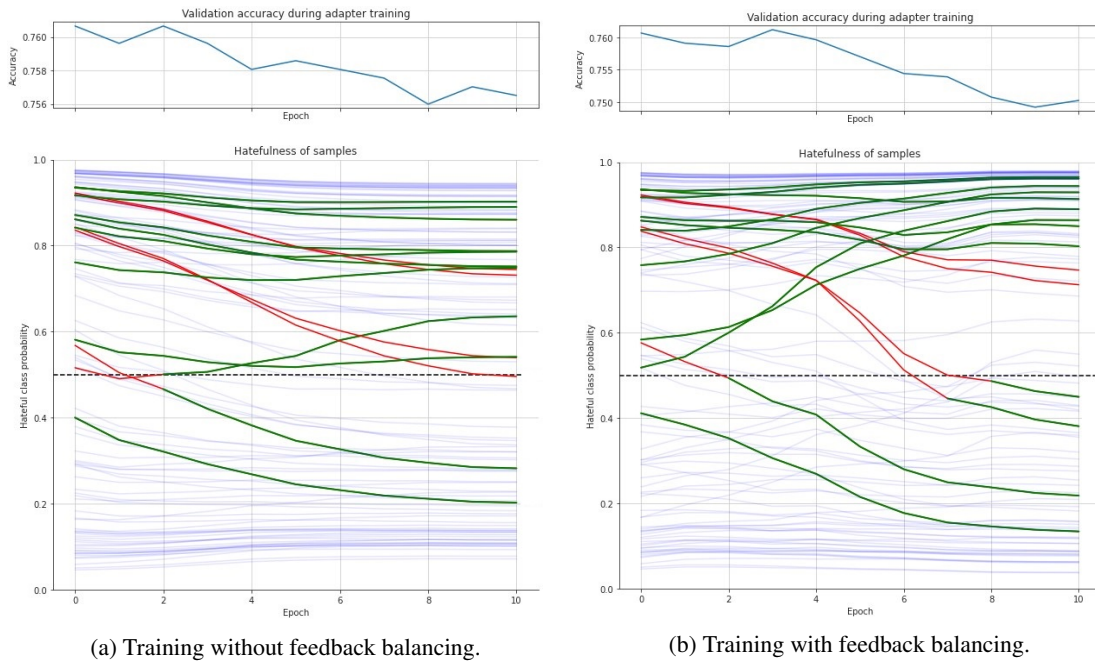 Validation accuracy during adapter training
0.760
0.758
0.756
Accuracy
Epoch
Hatefulness of samples
1.0
0.8
0.6
0.4
0.2
0.0
Hateful class probability
0 2 4 6 8 10
Epoch
(a) Training without feedback balancing.
Validation accuracy during adapter training
0.760
0.755
0.750
Accuracy
Epoch
Hatefulness of samples
1.0
0.8
0.6
0.4
0.2
0.0
Hateful class probability
0 2 4 6 8 10
Epoch
(b) Training with feedback balancing.